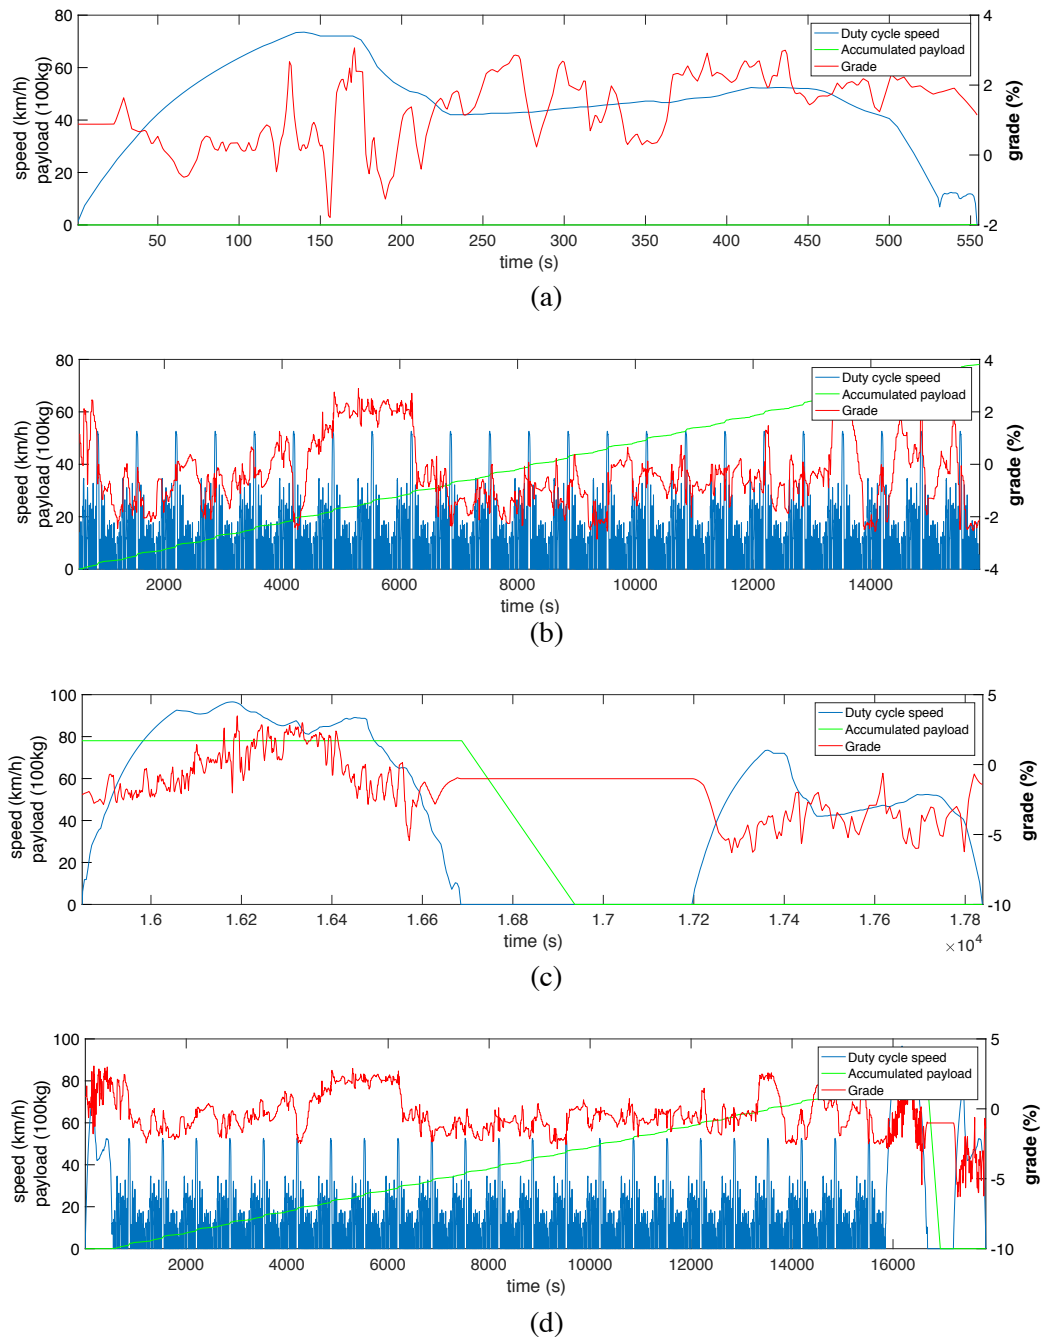 80
60
40
20
0
speed (km/h)
payload (100kg)
4
2
0
-2
grade (%)
Duty cycle speed
Accumulated payload
Grade
50 100 150 200 250 300 350 400 450 500 550
time (s)
(a)
80
60
40
20
0
speed (km/h)
payload (100kg)
4
2
0
-2
-4
grade (%)
Duty cycle speed
Accumulated payload
Grade
2000 4000 6000 8000 10000 12000 14000
time (s)
(b)
100
80
60
40
20
0
speed (km/h)
payload (100kg)
5
0
-5
-10
grade (%)
Duty cycle speed
Accumulated payload
Grade
1.6 1.62 1.64 1.66 1.68 1.7 1.72 1.74 1.76 1.78
×10⁴
time (s)
(c)
100
80
60
40
20
0
speed (km/h)
payload (100kg)
5
0
-5
-10
grade (%)
Duty cycle speed
Accumulated payload
Grade
2000 4000 6000 8000 10000 12000 14000 16000
time (s)
(d)